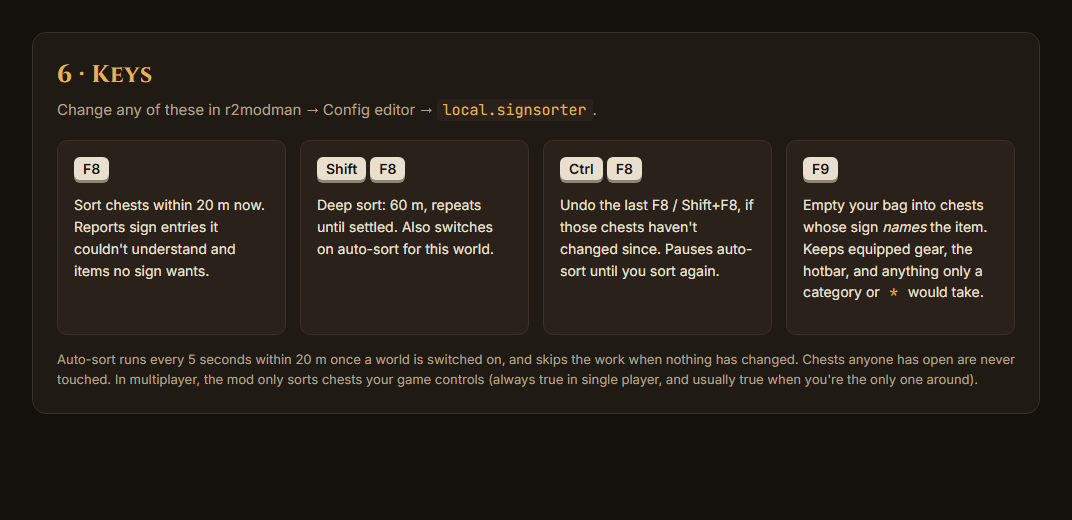 6 · Keys
Change any of these in r2modman → Config editor → local.signsorter.
F8
Sort chests within 20 m now.
Reports sign entries it
couldn't understand and
items no sign wants.
Shift F8
Deep sort: 60 m, repeats
until settled. Also switches
on auto-sort for this world.
Ctrl F8
Undo the last F8 / Shift+F8, if
those chests haven't
changed since. Pauses auto-
sort until you sort again.
F9
Empty your bag into chests
whose sign names the item.
Keeps equipped gear, the
hotbar, and anything only a
category or * would take.
Auto-sort runs every 5 seconds within 20 m once a world is switched on, and skips the work when nothing has changed. Chests anyone has open are never
touched. In multiplayer, the mod only sorts chests your game controls (always true in single player, and usually true when you're the only one around).